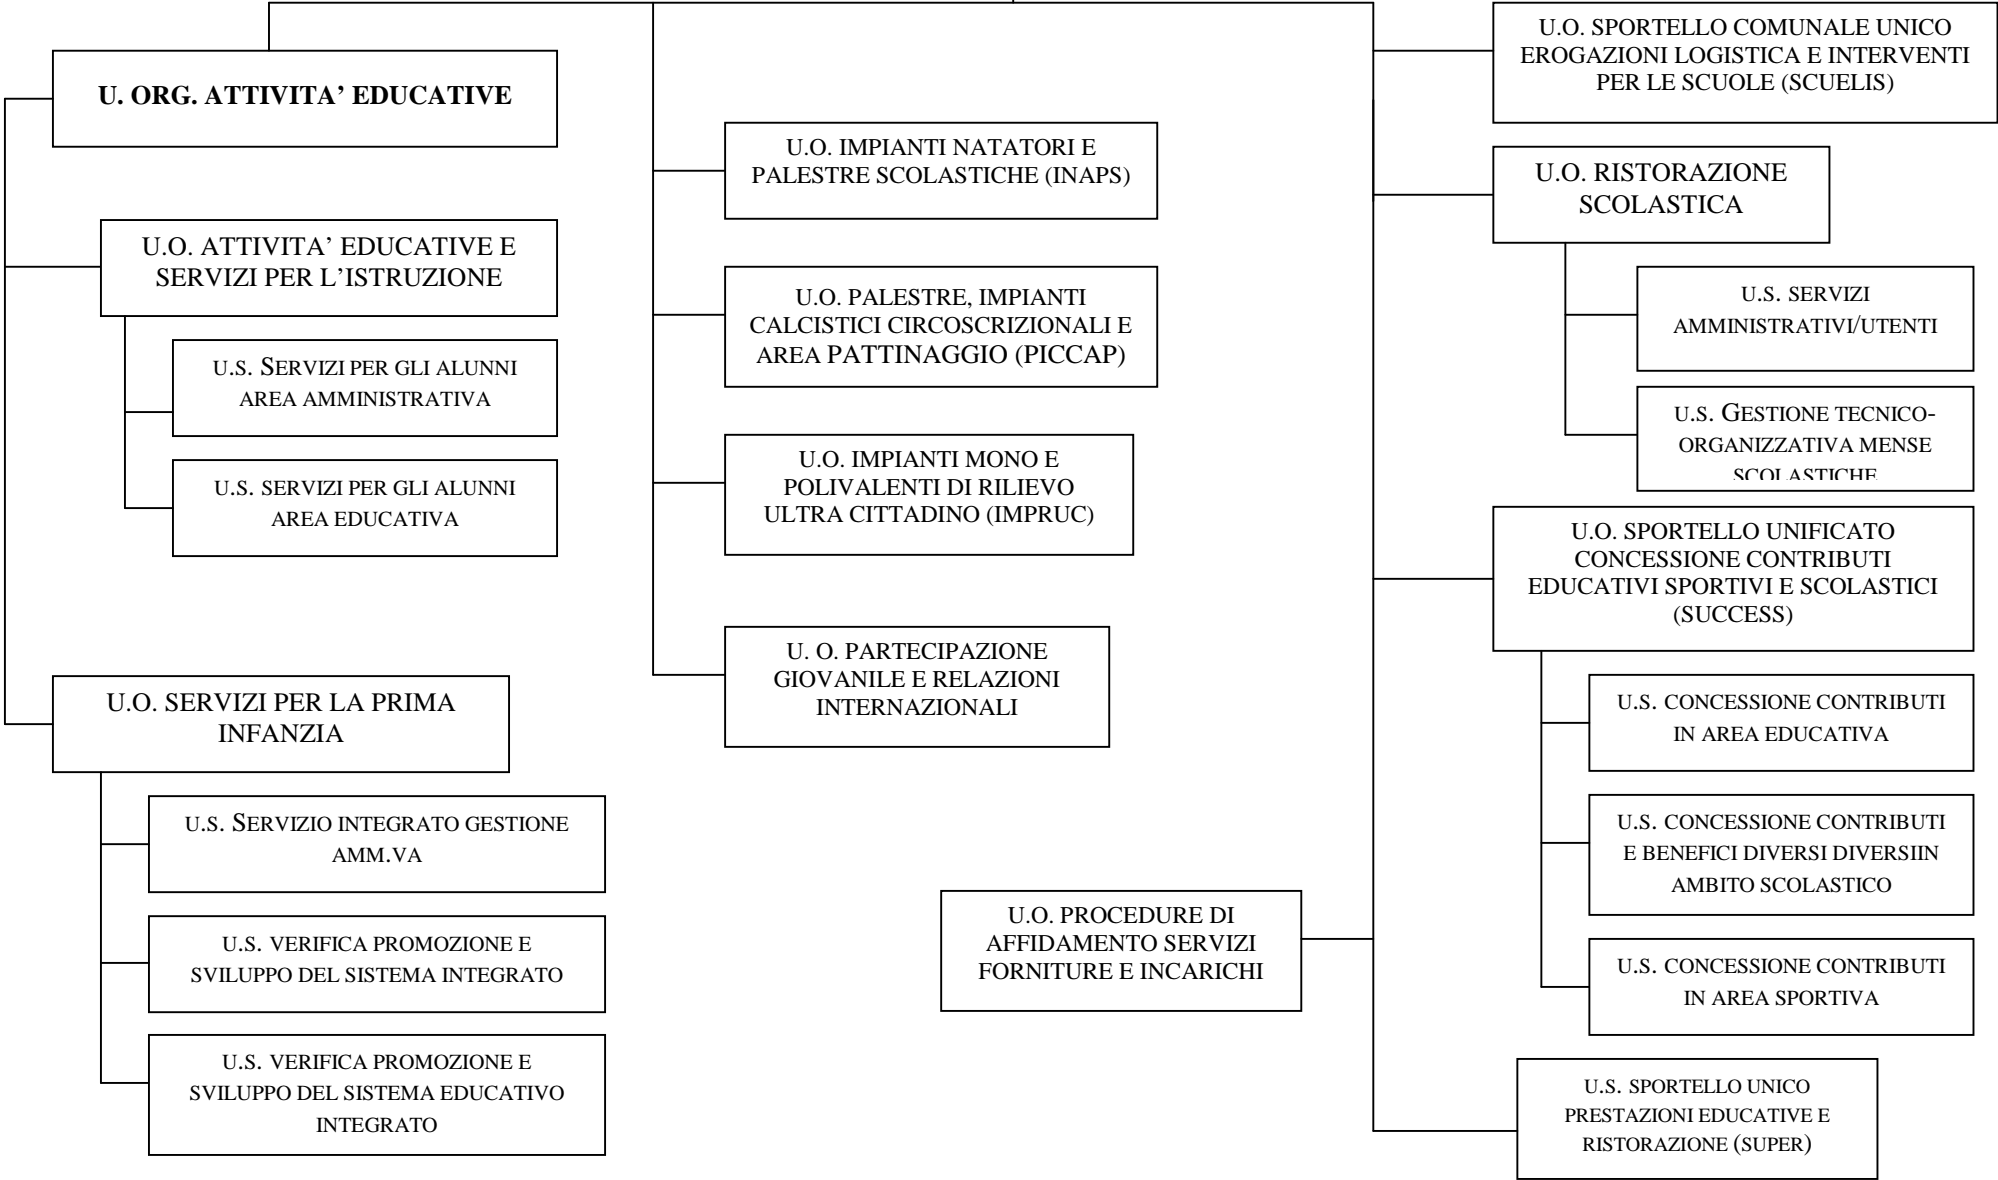 U. ORG. ATTIVITA’ EDUCATIVE
U.O. ATTIVITA’ EDUCATIVE E
SERVIZI PER L’ISTRUZIONE
U.S. SERVIZI PER GLI ALUNNI
AREA AMMINISTRATIVA
U.S. SERVIZI PER GLI ALUNNI
AREA EDUCATIVA
U.O. SERVIZI PER LA PRIMA
INFANZIA
U.S. SERVIZIO INTEGRATO GESTIONE
AMM.VA
U.S. VERIFICA PROMOZIONE E
SVILUPPO DEL SISTEMA INTEGRATO
U.S. VERIFICA PROMOZIONE E
SVILUPPO DEL SISTEMA EDUCATIVO
INTEGRATO
U.O. IMPIANTI NATATORI E
PALESTRE SCOLASTICHE (INAPS)
U.O. PALESTRE, IMPIANTI
CALCISTICI CIRCOSCRIZIONALI E
AREA PATTINAGGIO (PICCAP)
U.O. IMPIANTI MONO E
POLIVALENTI DI RILIEVO
ULTRA CITTADINO (IMPRUC)
U. O. PARTECIPAZIONE
GIOVANILE E RELAZIONI
INTERNAZIONALI
U.O. PROCEDURE DI
AFFIDAMENTO SERVIZI
FORNITURE E INCARICHI
U.O. SPORTELLO COMUNALE UNICO
EROGAZIONI LOGISTICA E INTERVENTI
PER LE SCUOLE (SCUELIS)
U.O. RISTORAZIONE
SCOLASTICA
U.S. SERVIZI
AMMINISTRATIVI/UTENTI
U.S. GESTIONE TECNICO-
ORGANIZZATIVA MENSE
SCOLASTICHE
U.O. SPORTELLO UNIFICATO
CONCESSIONE CONTRIBUTI
EDUCATIVI SPORTIVI E SCOLASTICI
(SUCCESS)
U.S. CONCESSIONE CONTRIBUTI
IN AREA EDUCATIVA
U.S. CONCESSIONE CONTRIBUTI
E BENEFICI DIVERSI DIVERSIIN
AMBITO SCOLASTICO
U.S. CONCESSIONE CONTRIBUTI
IN AREA SPORTIVA
U.S. SPORTELLO UNICO
PRESTAZIONI EDUCATIVE E
RISTORAZIONE (SUPER)